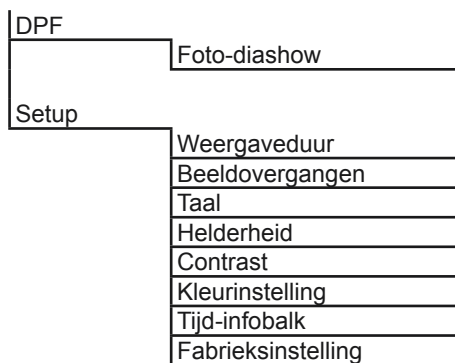 DPF
Foto-diashow
Setup
Weergaveduur
Beeldovergangen
Taal
Helderheid
Contrast
Kleurinstelling
Tijd-infobalk
Fabrieksinstelling